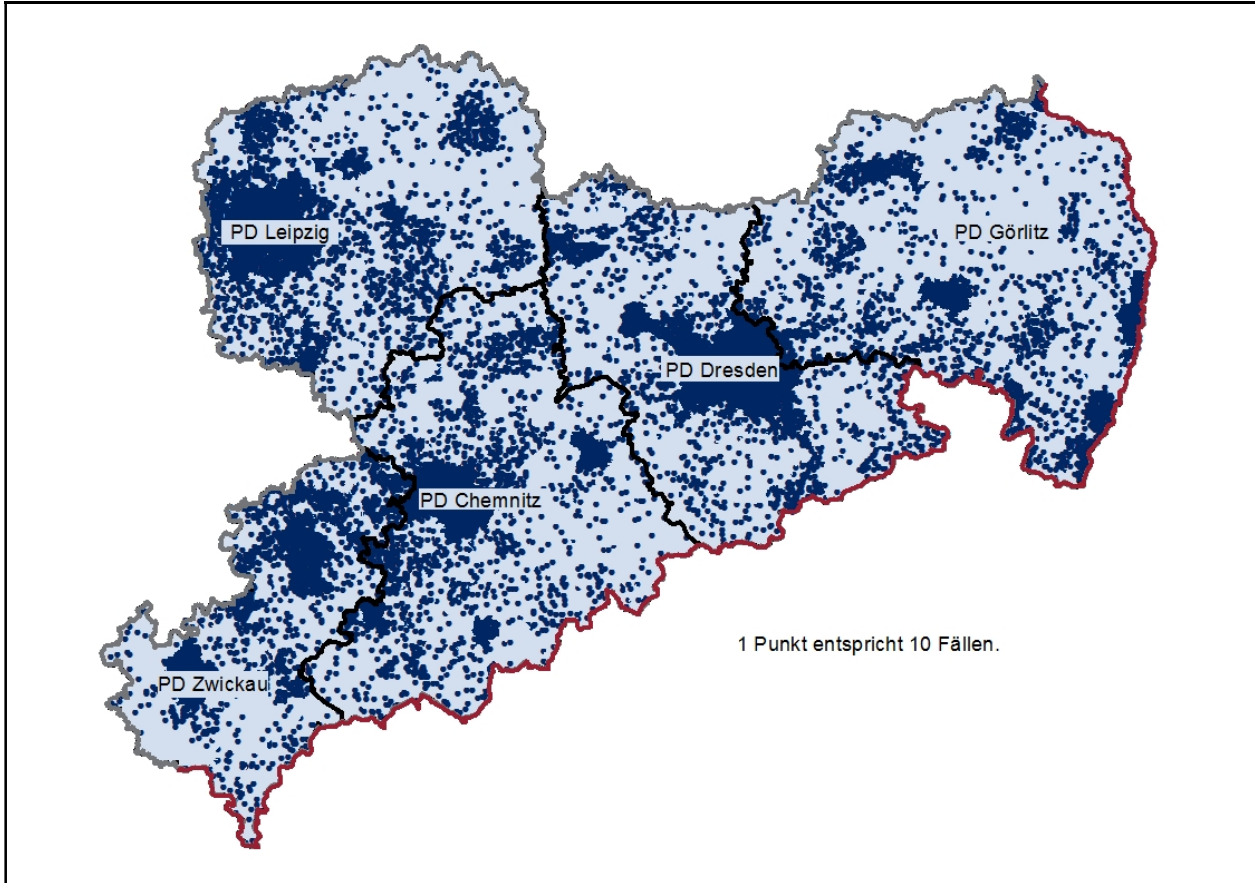 PD Leipzig
PD Görlitz
PD Dresden
PD Chemnitz
1 Punkt entspricht 10 Fällen.
PD Zwickau